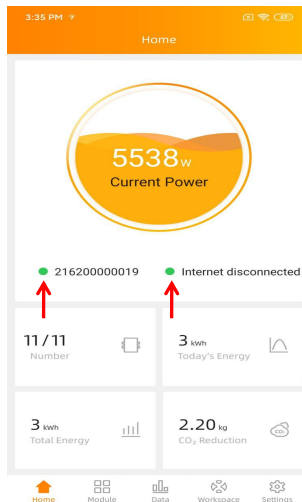 3:35 PM
Home
5538W
Current Power
216200000019
Internet disconnected
11/11
Number
3 kWh
Today's Energy
3 kWh
Total Energy
2.20 kg
CO₂ Reduction
Home
Module
Data
Workspace
Settings